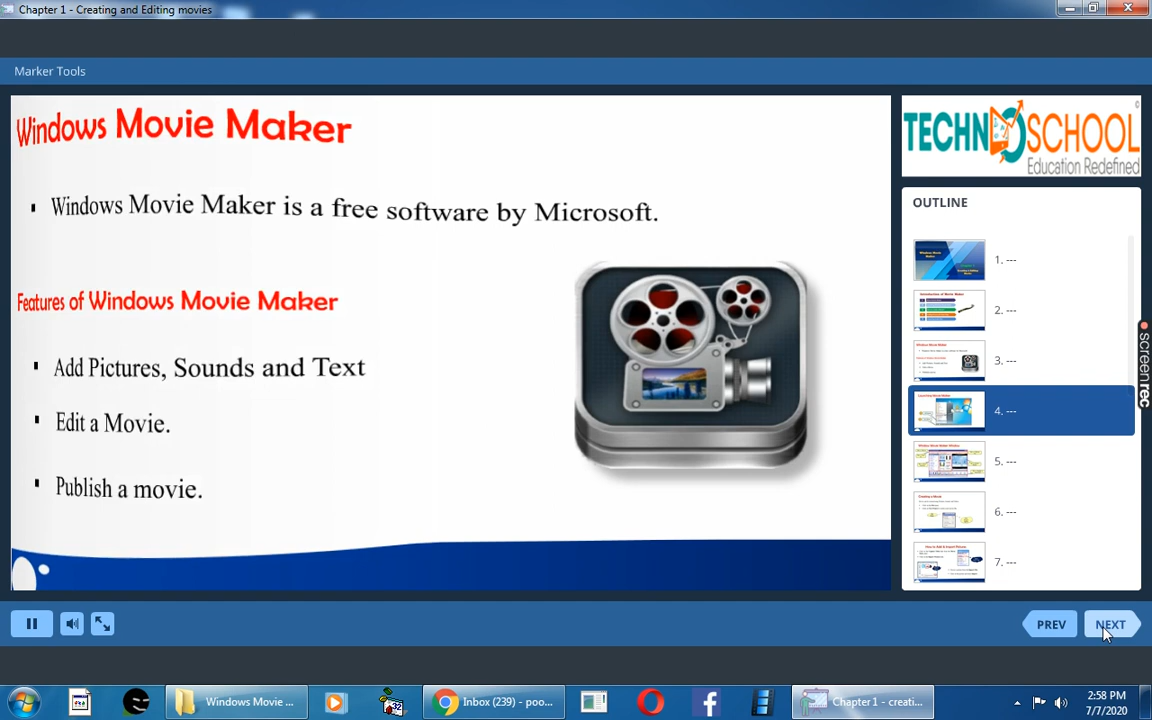 Chapter 1 - Creating and Editing movies
Marker Tools
Windows Movie Maker
▪ Windows Movie Maker is a free software by Microsoft.
Features of Windows Movie Maker
▪ Add Pictures, Sounds and Text
▪ Edit a Movie.
▪ Publish a movie.
©
TECHNOSCHOOL
Education Redefined
OUTLINE
1. ---
2. ---
3. ---
4. ---
5. ---
6. ---
7. ---
screenrec
PREV
NEXT
Windows Movie ...
32
Inbox (239) - poo...
Chapter 1 - creati...
2:58 PM
7/7/2020